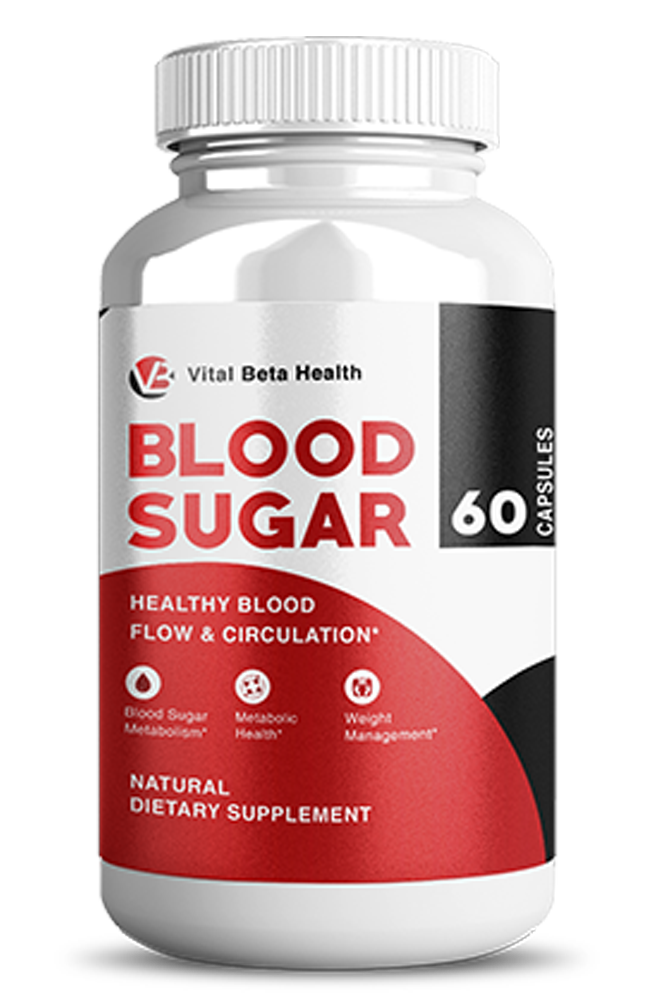 VB
Vital Beta Health
BLOOD
SUGAR
60
CAPSULES
HEALTHY BLOOD
FLOW & CIRCULATION*
Blood Sugar
Metabolism*
Metabolic
Health*
Weight
Management*
NATURAL
DIETARY SUPPLEMENT